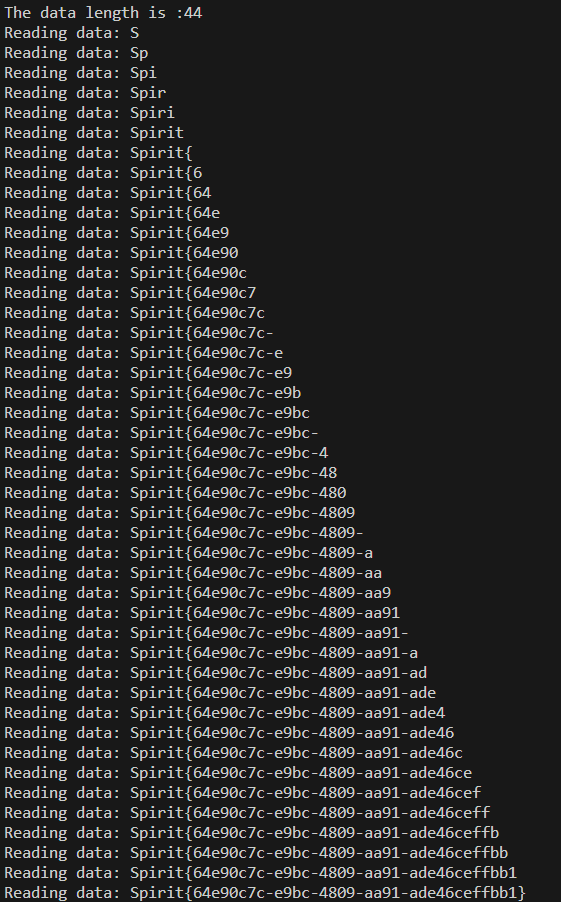 The data length is :44
Reading data: S
Reading data: Sp
Reading data: Spi
Reading data: Spir
Reading data: Spiri
Reading data: Spirit
Reading data: Spirit{
Reading data: Spirit{6
Reading data: Spirit{64
Reading data: Spirit{64e
Reading data: Spirit{64e9
Reading data: Spirit{64e90
Reading data: Spirit{64e90c
Reading data: Spirit{64e90c7
Reading data: Spirit{64e90c7c
Reading data: Spirit{64e90c7c-
Reading data: Spirit{64e90c7c-e
Reading data: Spirit{64e90c7c-e9
Reading data: Spirit{64e90c7c-e9b
Reading data: Spirit{64e90c7c-e9bc
Reading data: Spirit{64e90c7c-e9bc-
Reading data: Spirit{64e90c7c-e9bc-4
Reading data: Spirit{64e90c7c-e9bc-48
Reading data: Spirit{64e90c7c-e9bc-480
Reading data: Spirit{64e90c7c-e9bc-4809
Reading data: Spirit{64e90c7c-e9bc-4809-
Reading data: Spirit{64e90c7c-e9bc-4809-a
Reading data: Spirit{64e90c7c-e9bc-4809-aa
Reading data: Spirit{64e90c7c-e9bc-4809-aa9
Reading data: Spirit{64e90c7c-e9bc-4809-aa91
Reading data: Spirit{64e90c7c-e9bc-4809-aa91-
Reading data: Spirit{64e90c7c-e9bc-4809-aa91-a
Reading data: Spirit{64e90c7c-e9bc-4809-aa91-ad
Reading data: Spirit{64e90c7c-e9bc-4809-aa91-ade
Reading data: Spirit{64e90c7c-e9bc-4809-aa91-ade4
Reading data: Spirit{64e90c7c-e9bc-4809-aa91-ade46
Reading data: Spirit{64e90c7c-e9bc-4809-aa91-ade46c
Reading data: Spirit{64e90c7c-e9bc-4809-aa91-ade46ce
Reading data: Spirit{64e90c7c-e9bc-4809-aa91-ade46cef
Reading data: Spirit{64e90c7c-e9bc-4809-aa91-ade46ceff
Reading data: Spirit{64e90c7c-e9bc-4809-aa91-ade46ceffb
Reading data: Spirit{64e90c7c-e9bc-4809-aa91-ade46ceffbb
Reading data: Spirit{64e90c7c-e9bc-4809-aa91-ade46ceffbb1
Reading data: Spirit{64e90c7c-e9bc-4809-aa91-ade46ceffbb1}